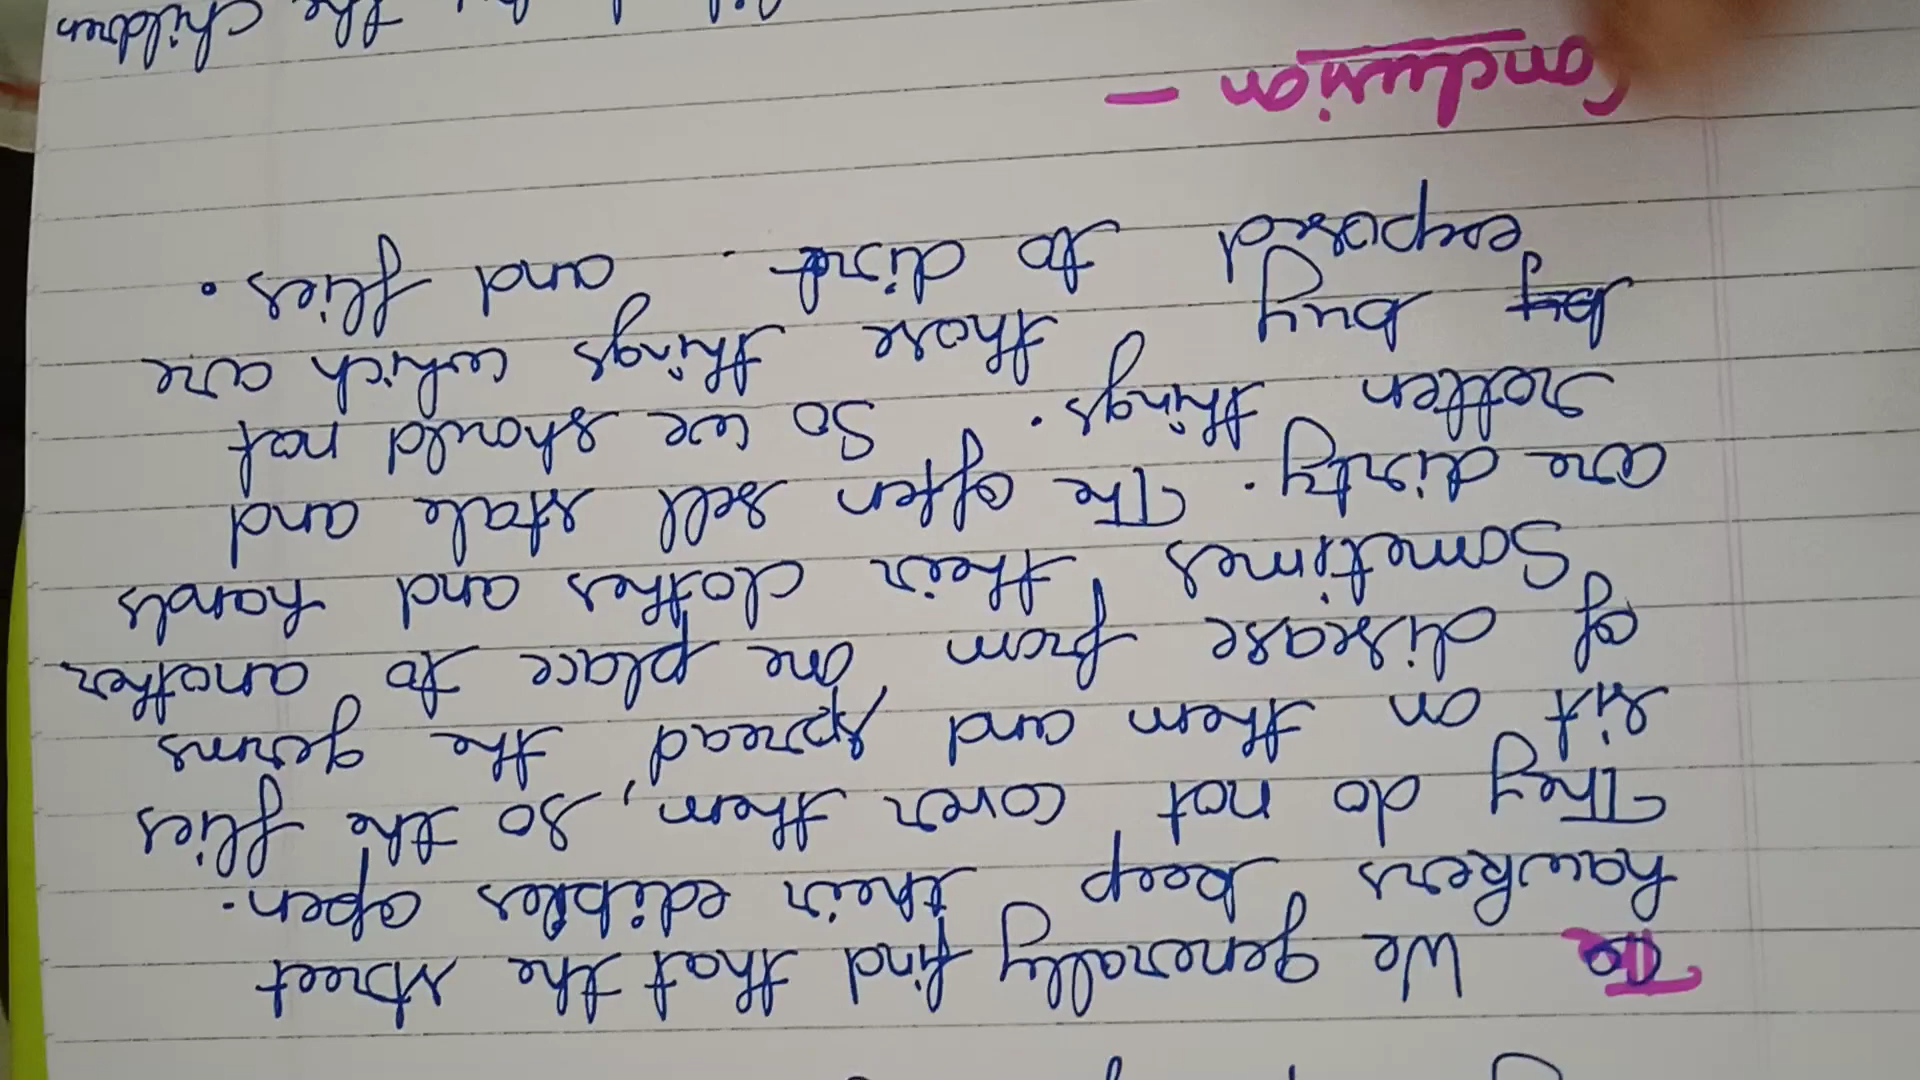 We generally find that the street
hawkers keep their edibles open.
They do not cover them, so the flies
sit on them and spread the germs
of disease from one place to another.
Sometimes their clothes and hands
are dirty. The often sell stale and
rotten things. So we should not
buy those things which are
exposed to dirt. and flies.
Conclusion -
the children